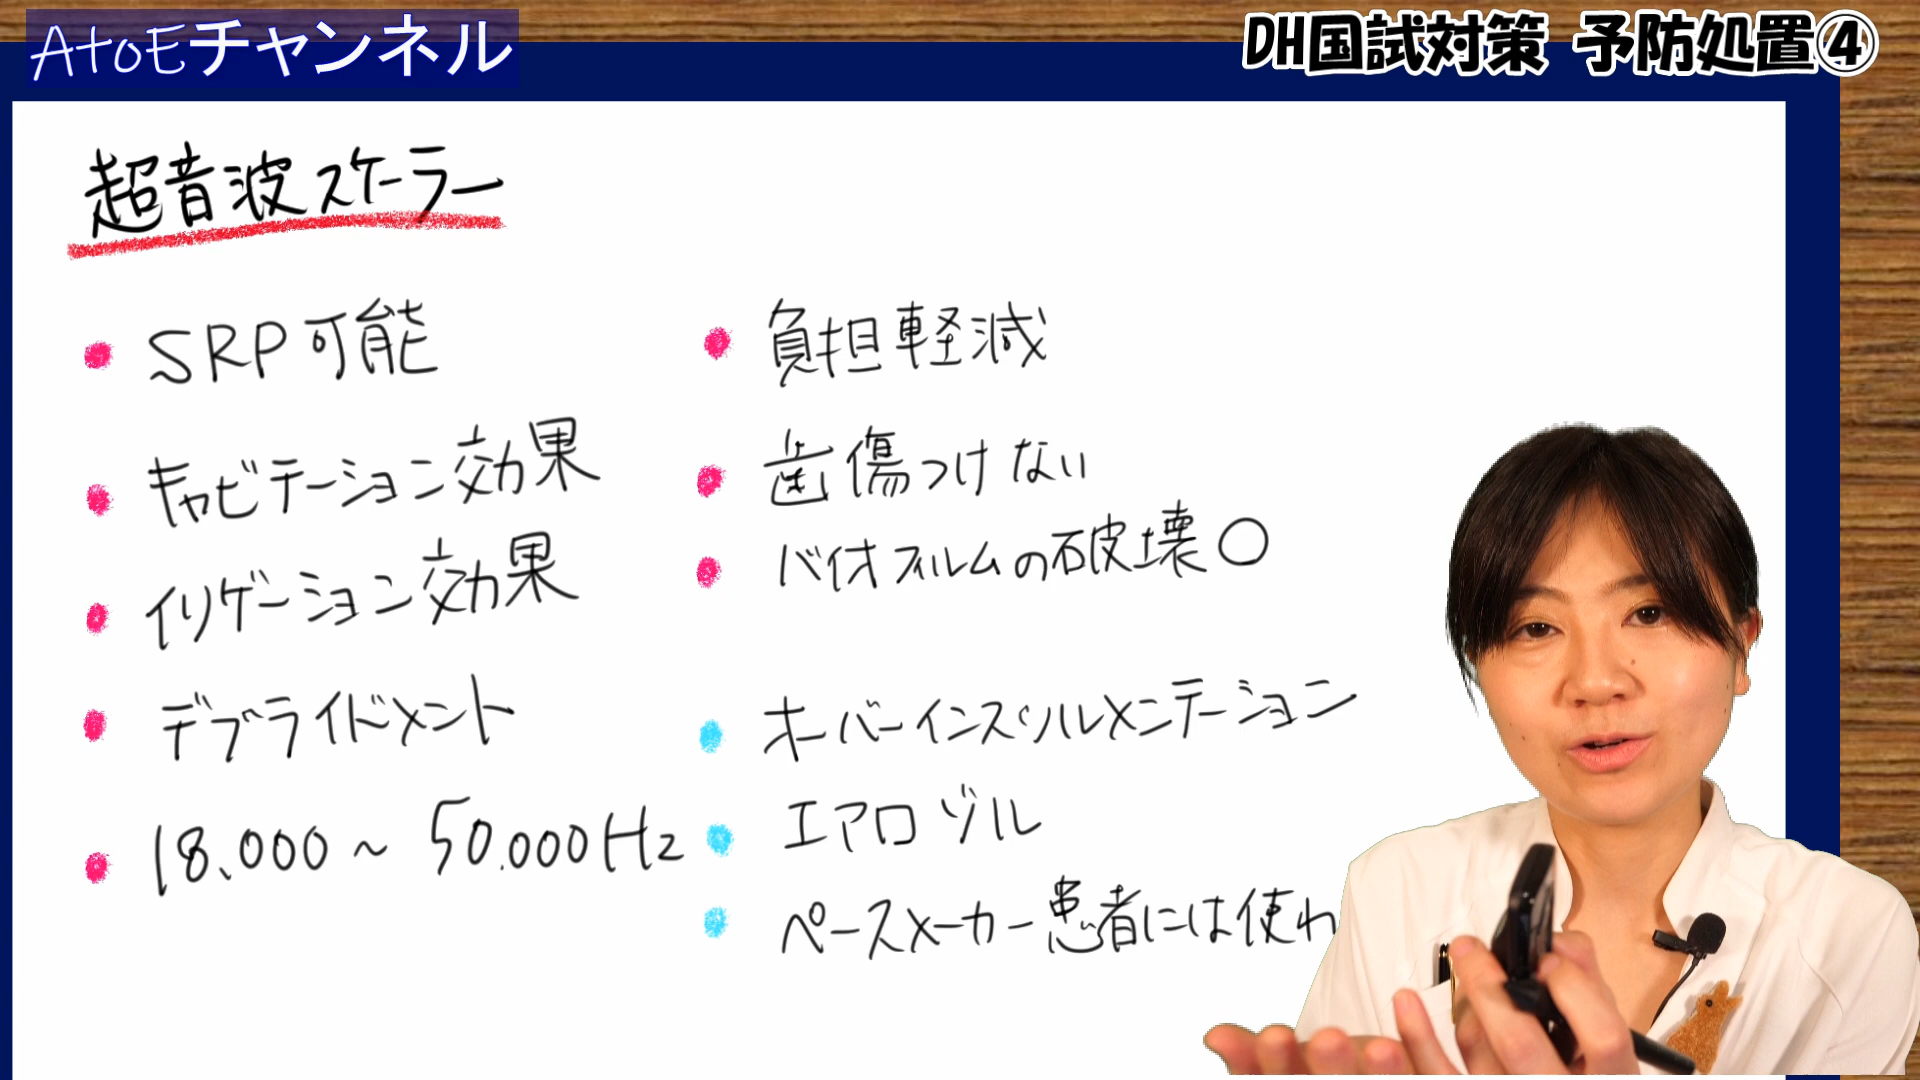 AtoEチャンネル
DH国試対策 予防処置④
超音波スケーラー
・SRP可能
・キャビテーション効果
・イリゲーション効果
・デブライドメント
・18.000～50.000Hz
・負担軽減
・歯傷つけない
・バイオフィルムの破壊〇
・オーバーインスツルメンテーション
・エアロゾル
・ペースメーカー患者には使わ